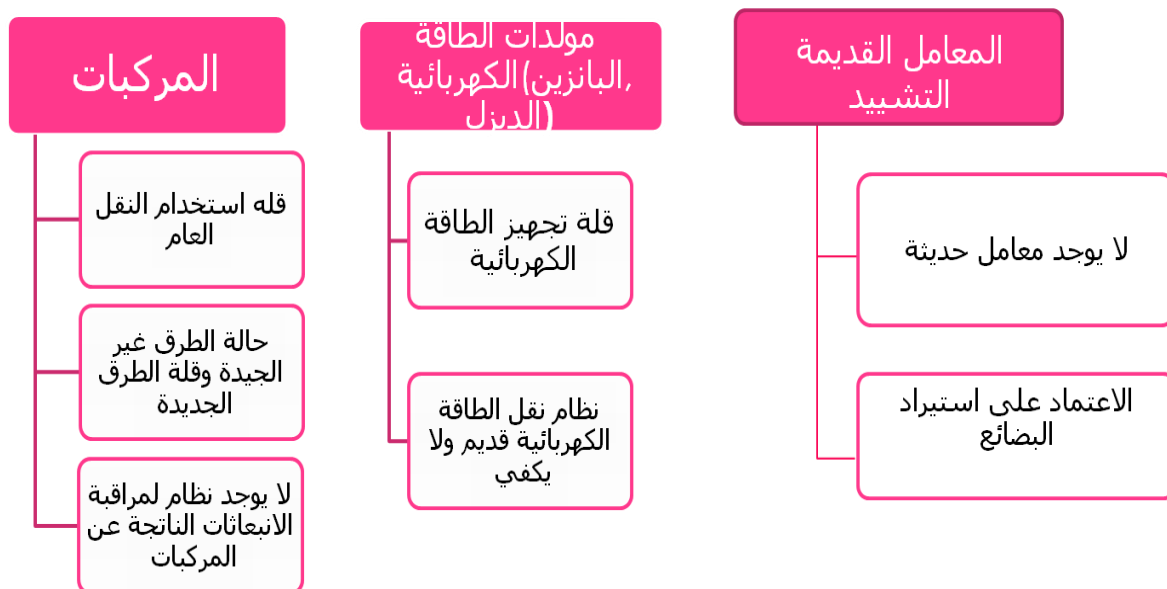 المعامل القديمة
التشييد
لا يوجد معامل حديثة
الاعتماد على استيراد
البضائع
مولدات الطاقة
الكهربائية(البانزين,
الديزل)
قلة تجهيز الطاقة
الكهربائية
نظام نقل الطاقة
الكهربائية قديم ولا
يكفي
المركبات
قله استخدام النقل
العام
حالة الطرق غير
الجيدة وقلة الطرق
الجديدة
لا يوجد نظام لمراقبة
الانبعاثات الناتجة عن
المركبات